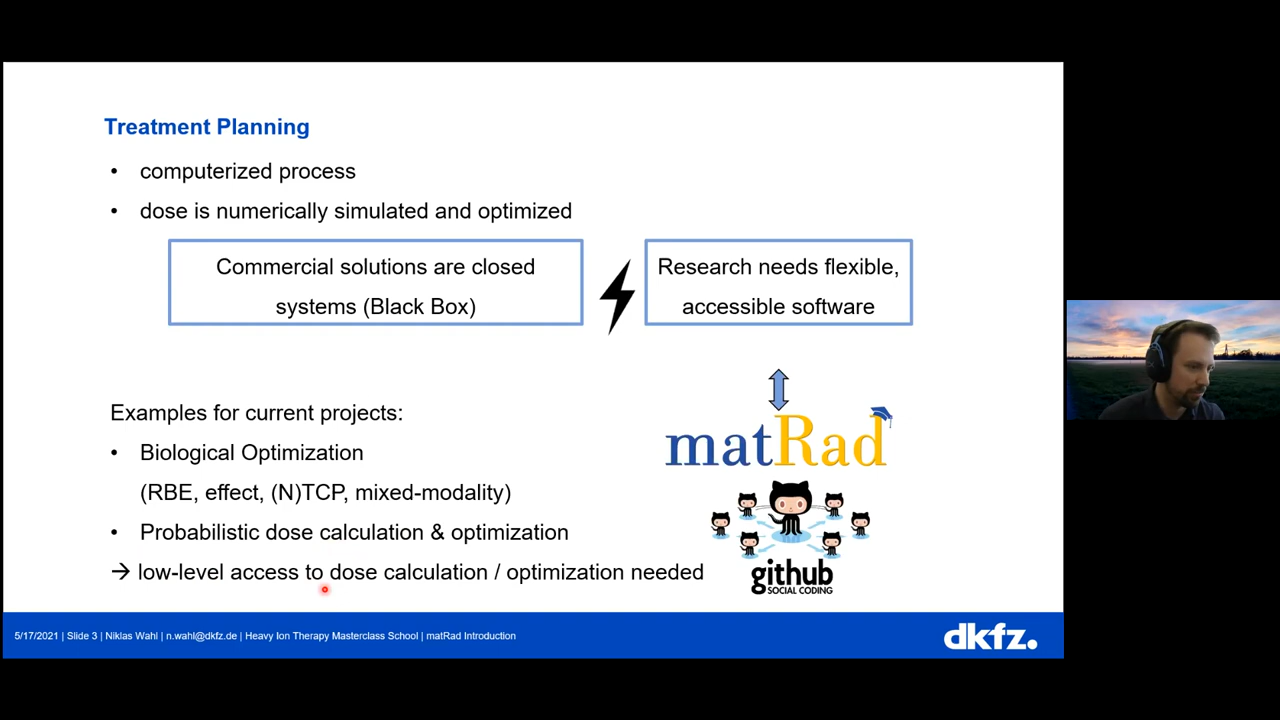 Treatment Planning
• computerized process
• dose is numerically simulated and optimized
Commercial solutions are closed
systems (Black Box)
Research needs flexible,
accessible software
Examples for current projects:
• Biological Optimization
(RBE, effect, (N)TCP, mixed-modality)
• Probabilistic dose calculation & optimization
→ low-level access to dose calculation / optimization needed
matRad
github
SOCIAL CODING
5/17/2021 | Slide 3 | Niklas Wahl | n.wahl@dkfz.de | Heavy Ion Therapy Masterclass School | matRad Introduction
dkfz.